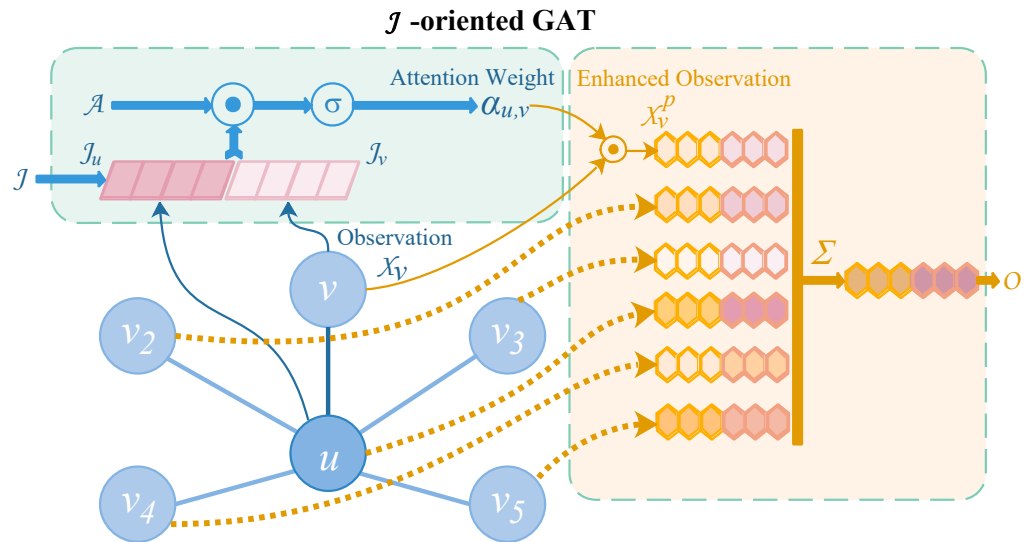 𝒥 -oriented GAT
Attention Weight
Enhanced Observation
𝒜
σ
α_{u,v}
𝒳_v^p
𝒥_u
𝒥_v
𝒥
Observation
𝒳_v
Σ
v
v_2
v_3
O
u
v_4
v_5